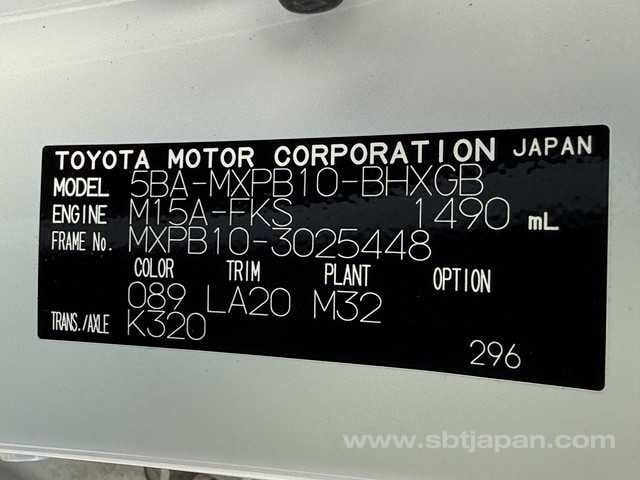 TOYOTA MOTOR CORPORATION JAPAN
MODEL 5BA-MXPB10-BHXGB
ENGINE M15A-FKS 1490 mL
FRAME No. MXPB10-3025448
COLOR TRIM PLANT OPTION
089 LA20 M32
TRANS./AXLE K320
296
www.sbtjapan.com